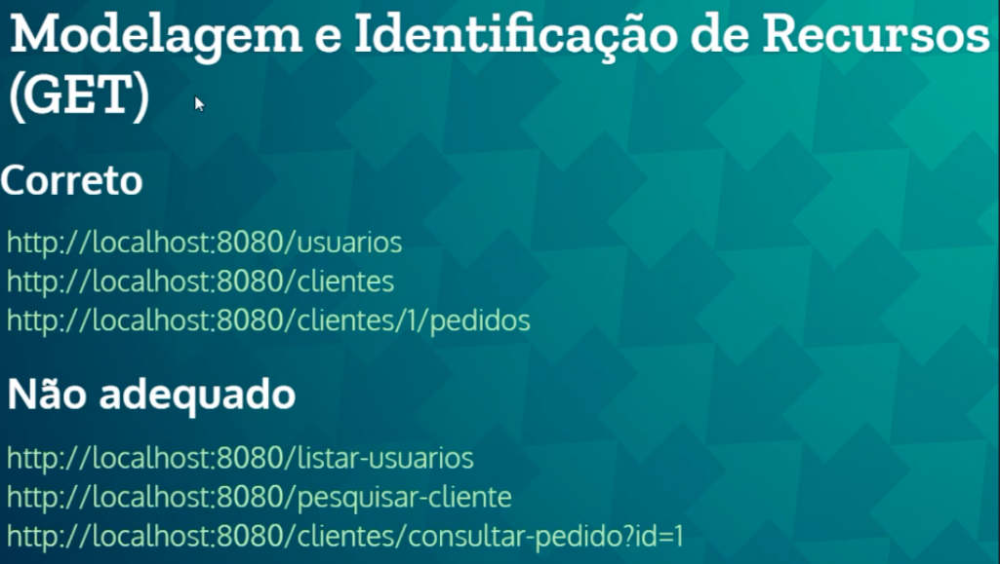 Modelagem e Identificação de Recursos
(GET)
Correto
http://localhost:8080/usuarios
http://localhost:8080/clientes
http://localhost:8080/clientes/1/pedidos
Não adequado
http://localhost:8080/listar-usuarios
http://localhost:8080/pesquisar-cliente
http://localhost:8080/clientes/consultar-pedido?id=1